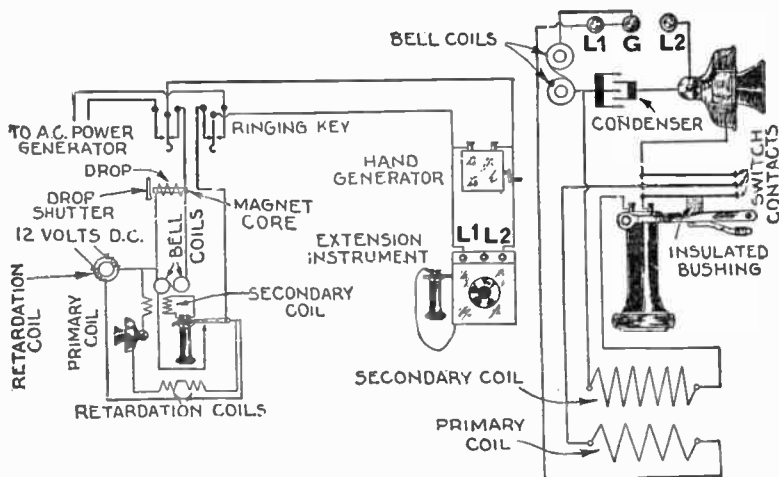 BELL COILS
L1 G L2
CONDENSER
SWITCH
CONTACTS
INSULATED
BUSHING
SECONDARY COIL
PRIMARY
COIL
TO A.C. POWER
GENERATOR
RINGING KEY
DROP
DROP
SHUTTER
MAGNET
CORE
BELL
COILS
12 VOLTS D.C.
RETARDATION
COIL
PRIMARY
COIL
SECONDARY
COIL
RETARDATION COILS
HAND
GENERATOR
L1 L2
EXTENSION
INSTRUMENT